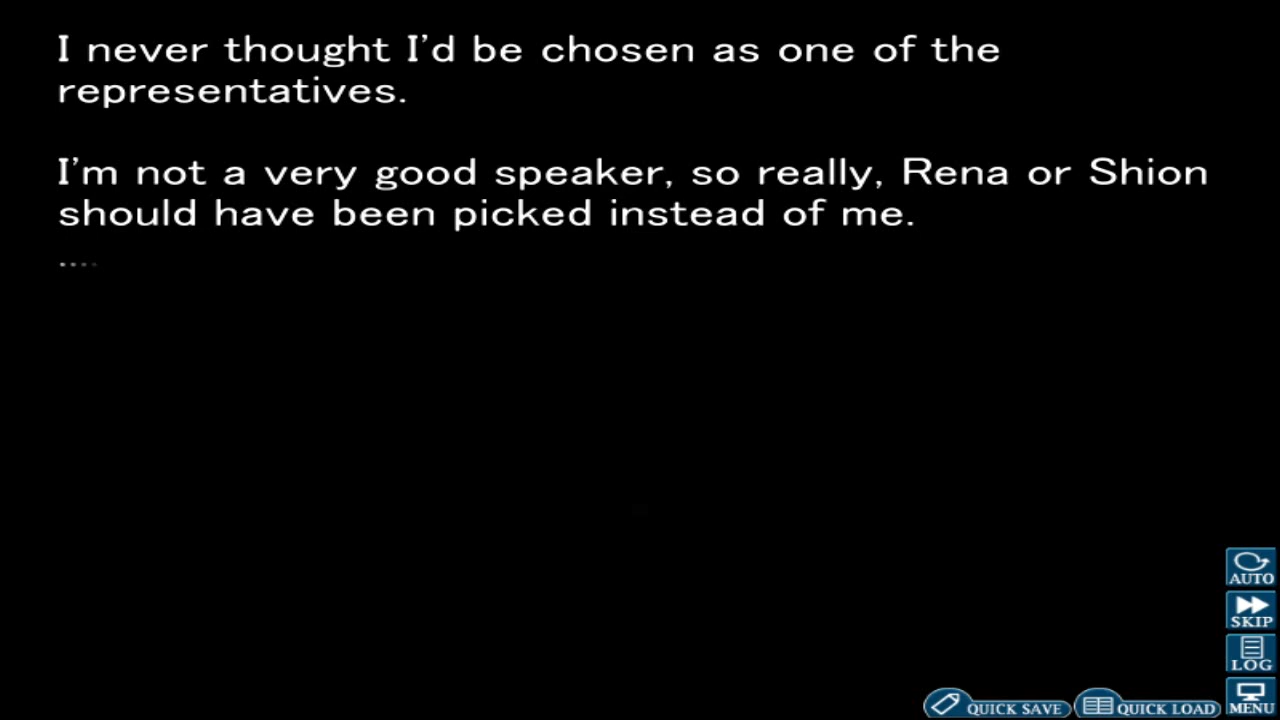 I never thought I'd be chosen as one of the
representatives.
I'm not a very good speaker, so really, Rena or Shion
should have been picked instead of me.
....
AUTO
SKIP
LOG
QUICK SAVE
QUICK LOAD
MENU